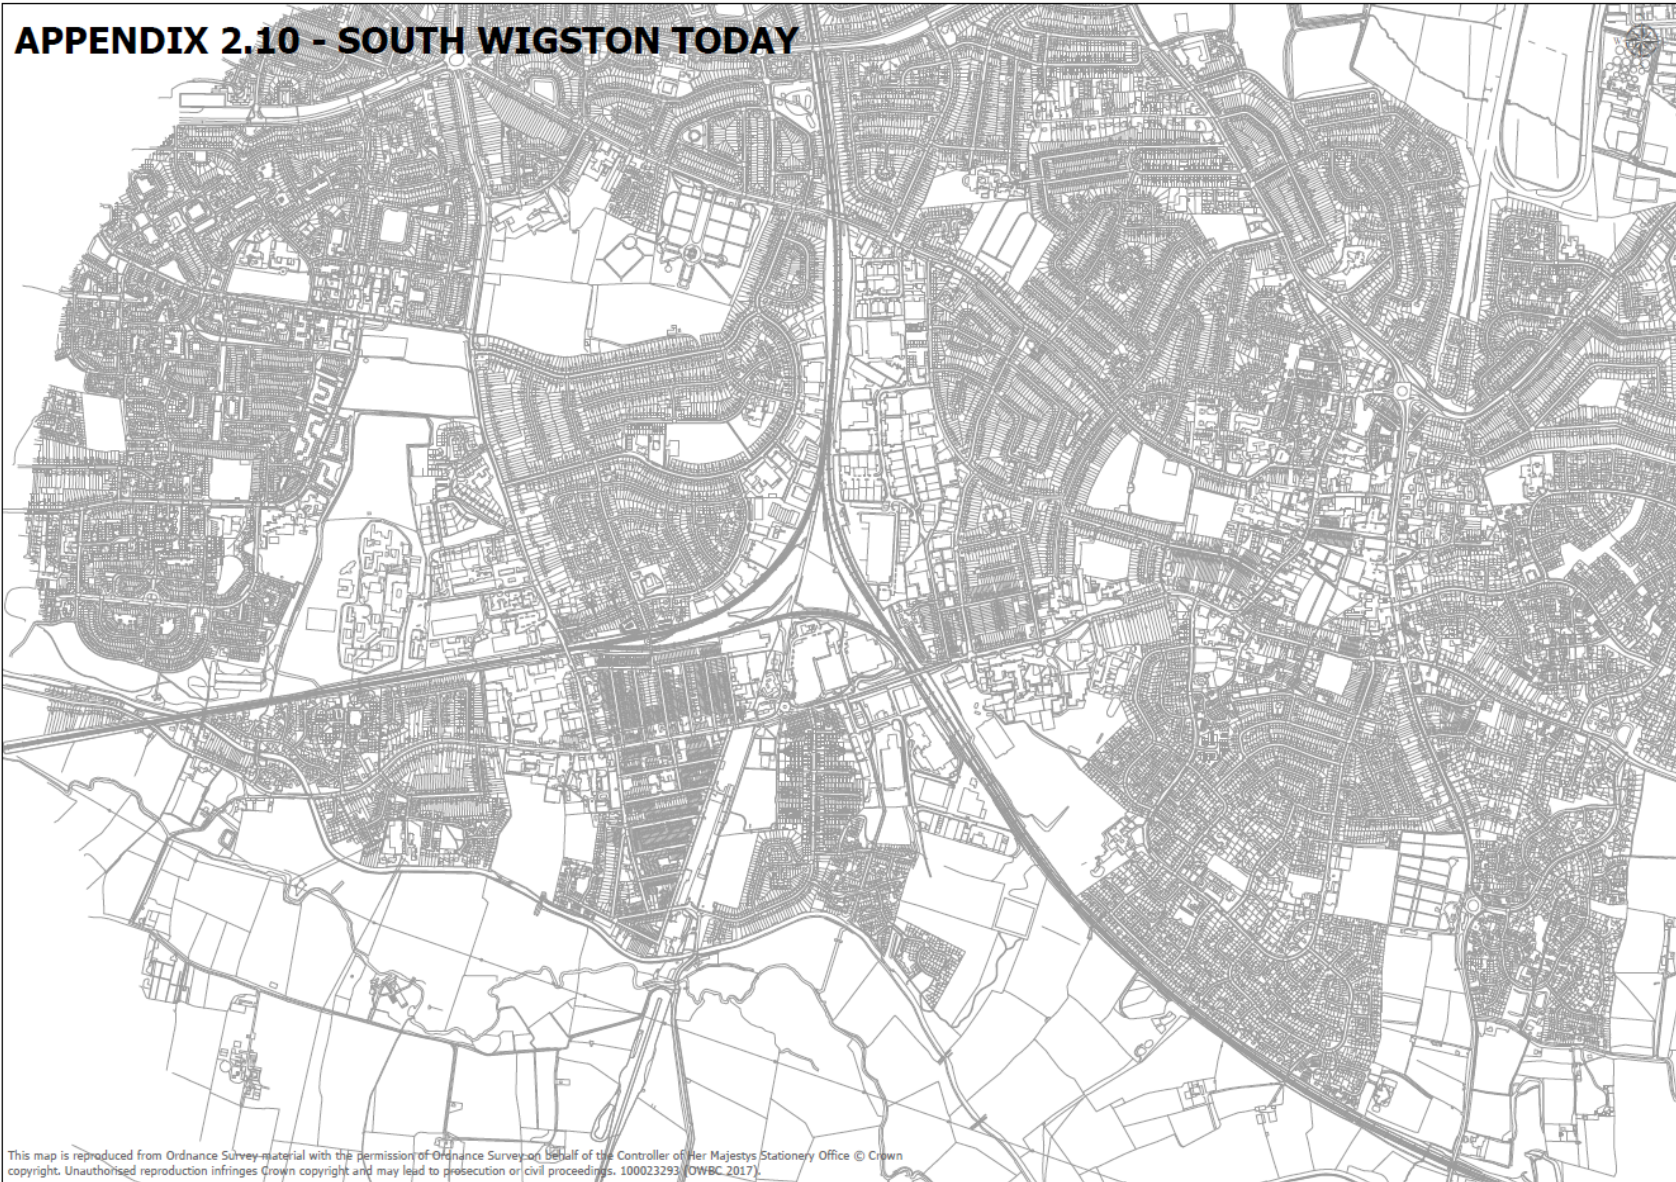 APPENDIX 2.10 - SOUTH WIGSTON TODAY
This map is reproduced from Ordnance Survey material with the permission of Ordnance Survey on behalf of the Controller of Her Majestys Stationery Office © Crown
copyright. Unauthorised reproduction infringes Crown copyright and may lead to prosecution or civil proceedings. 100023293 (OWBC 2017).